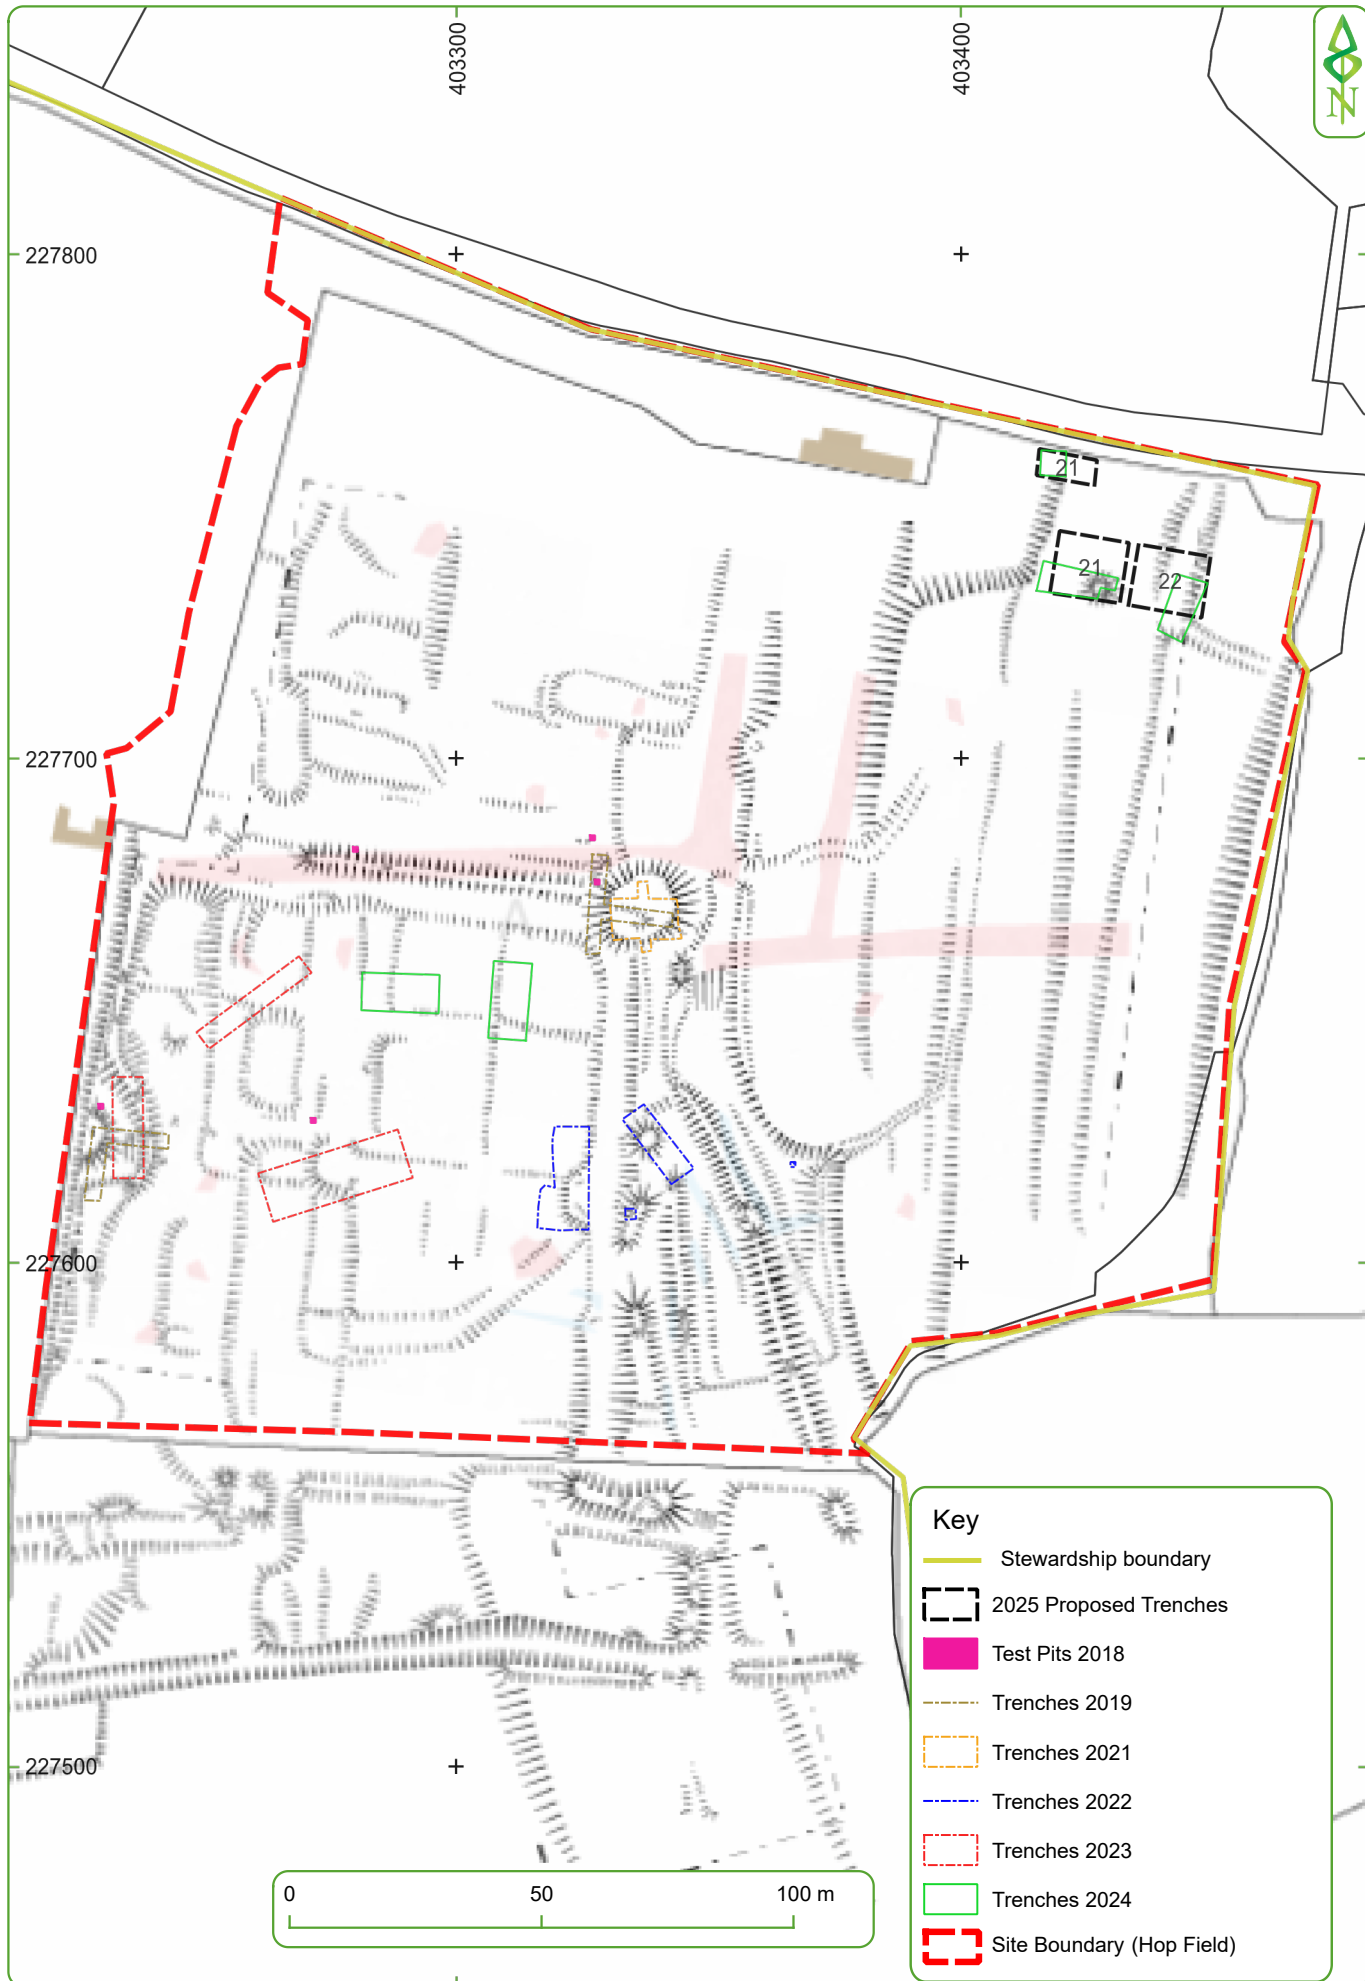 403300
403400
N
227800
21
21
22
227700
227600
227500
Key
Stewardship boundary
2025 Proposed Trenches
Test Pits 2018
Trenches 2019
Trenches 2021
Trenches 2022
Trenches 2023
Trenches 2024
Site Boundary (Hop Field)
0 50 100 m